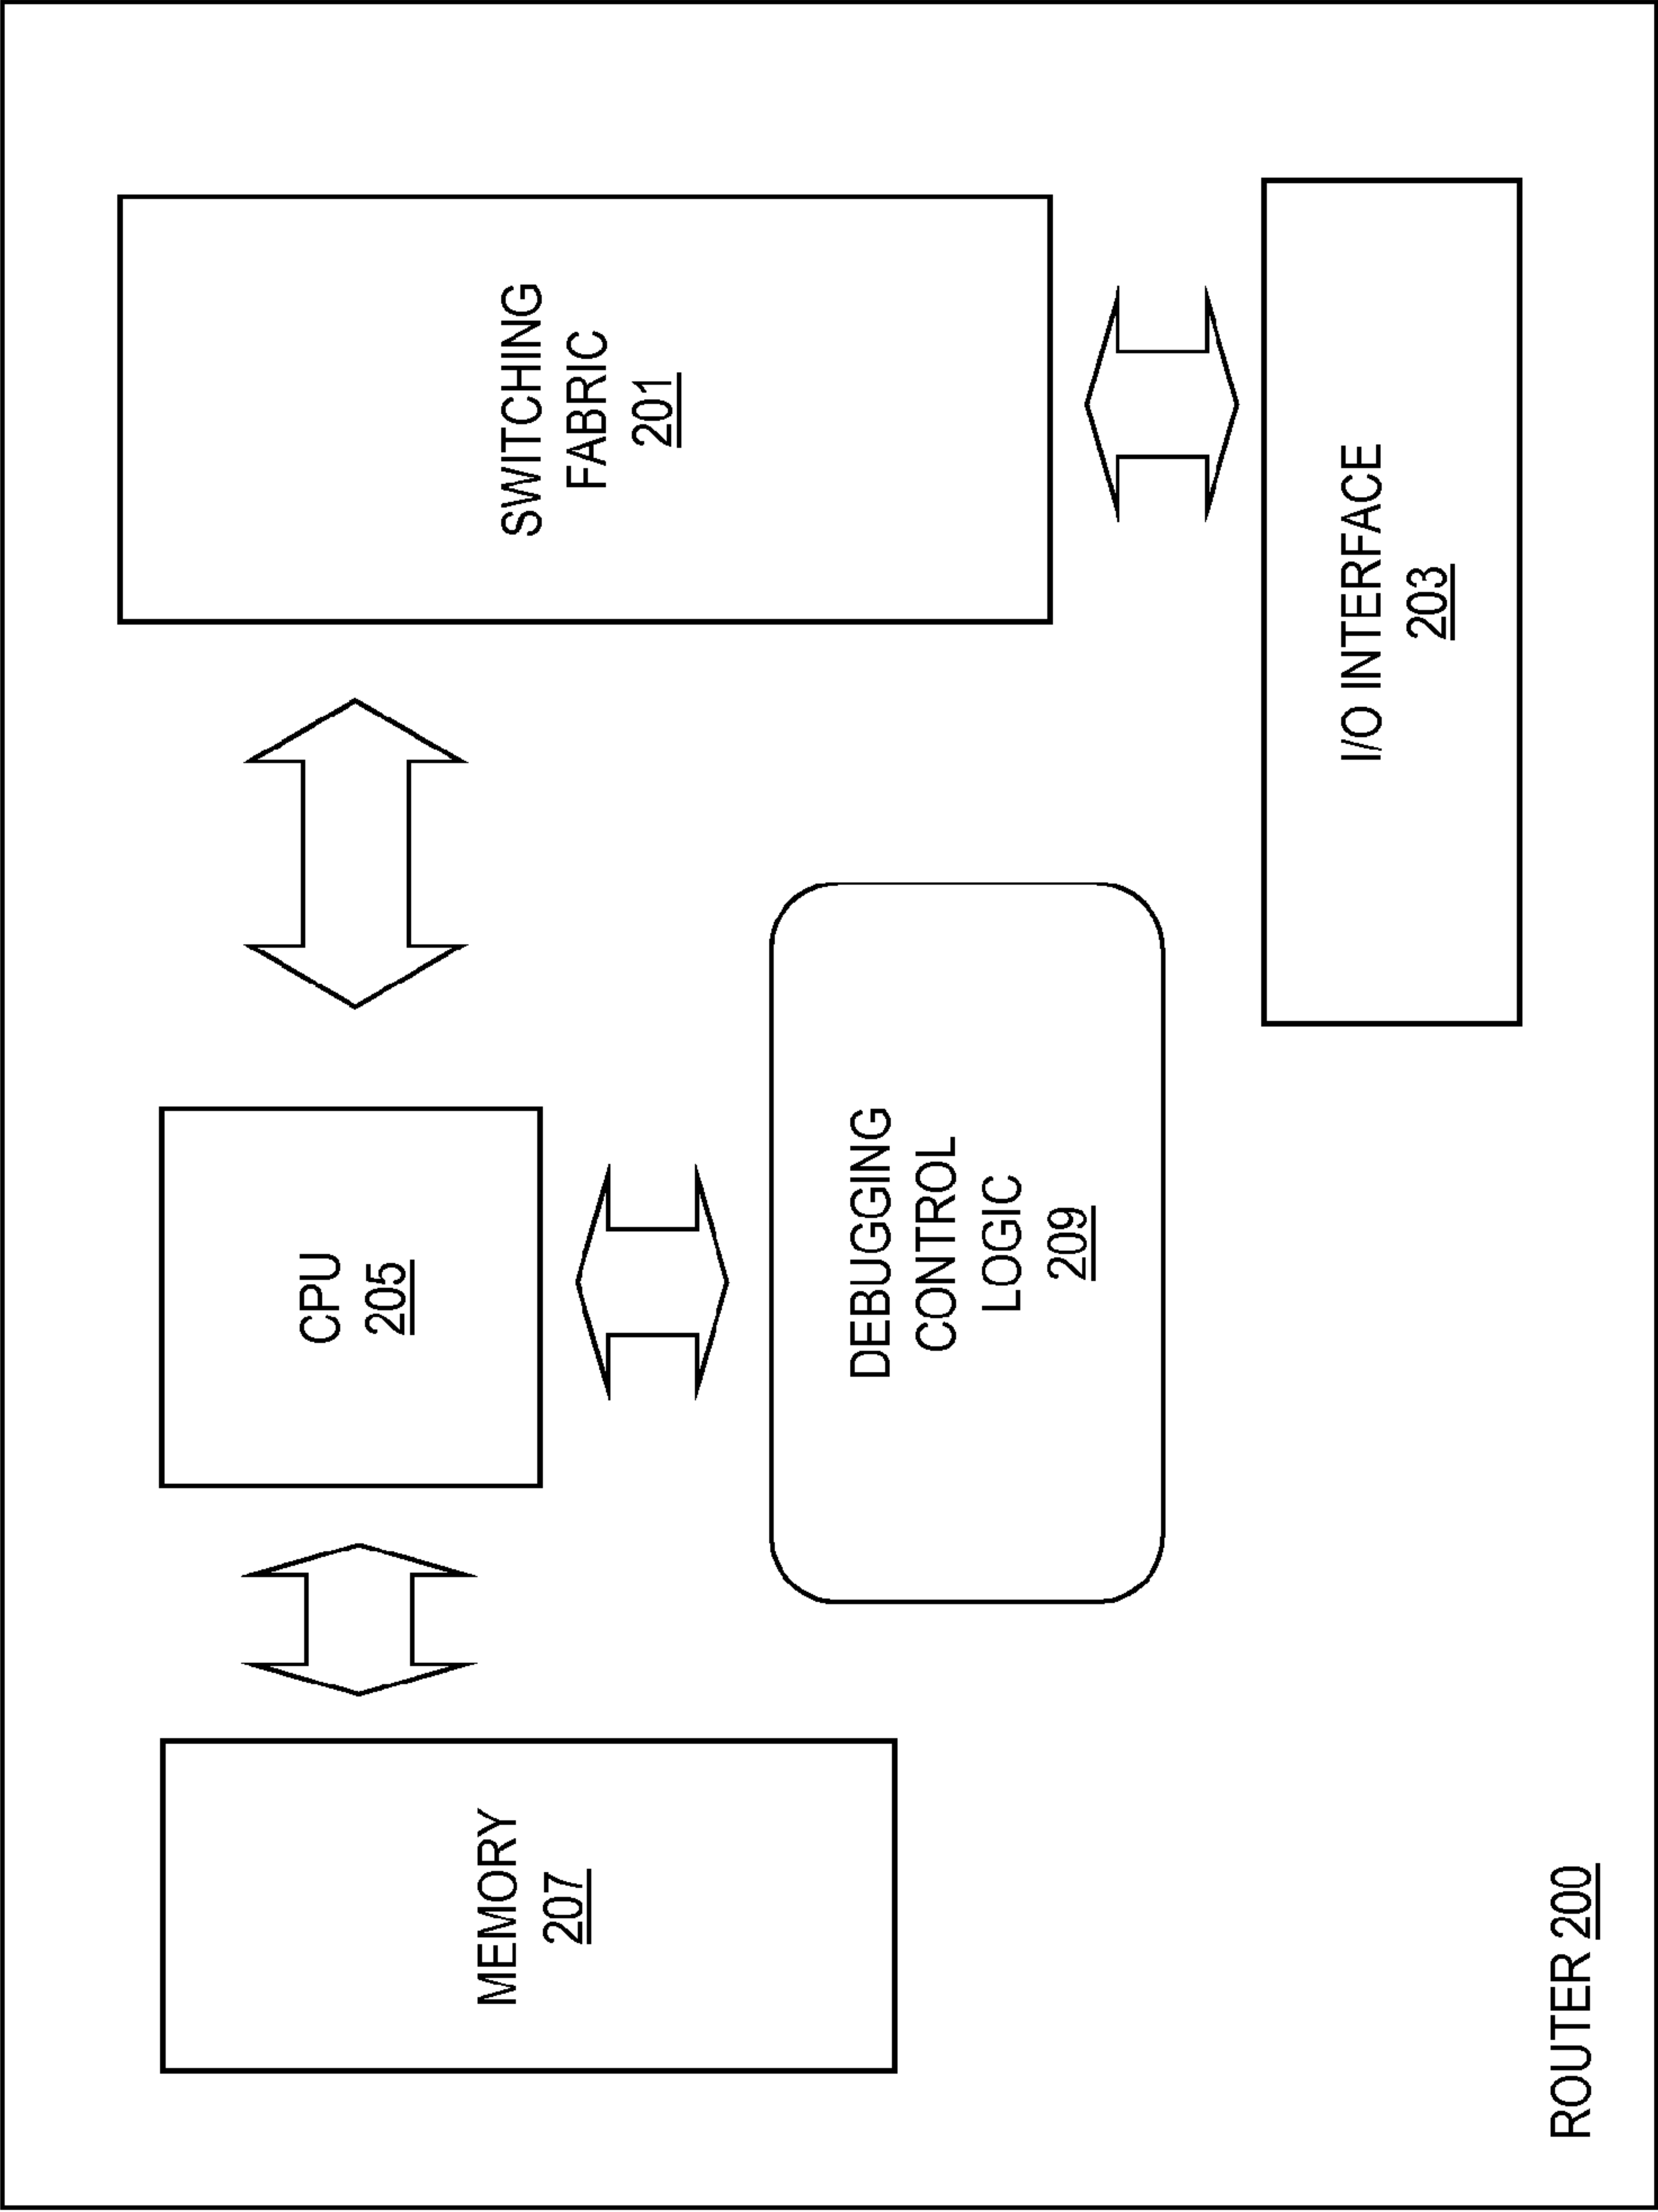 MEMORY
207
CPU
205
SWITCHING
FABRIC
201
DEBUGGING
CONTROL
LOGIC
209
I/O INTERFACE
203
ROUTER 200